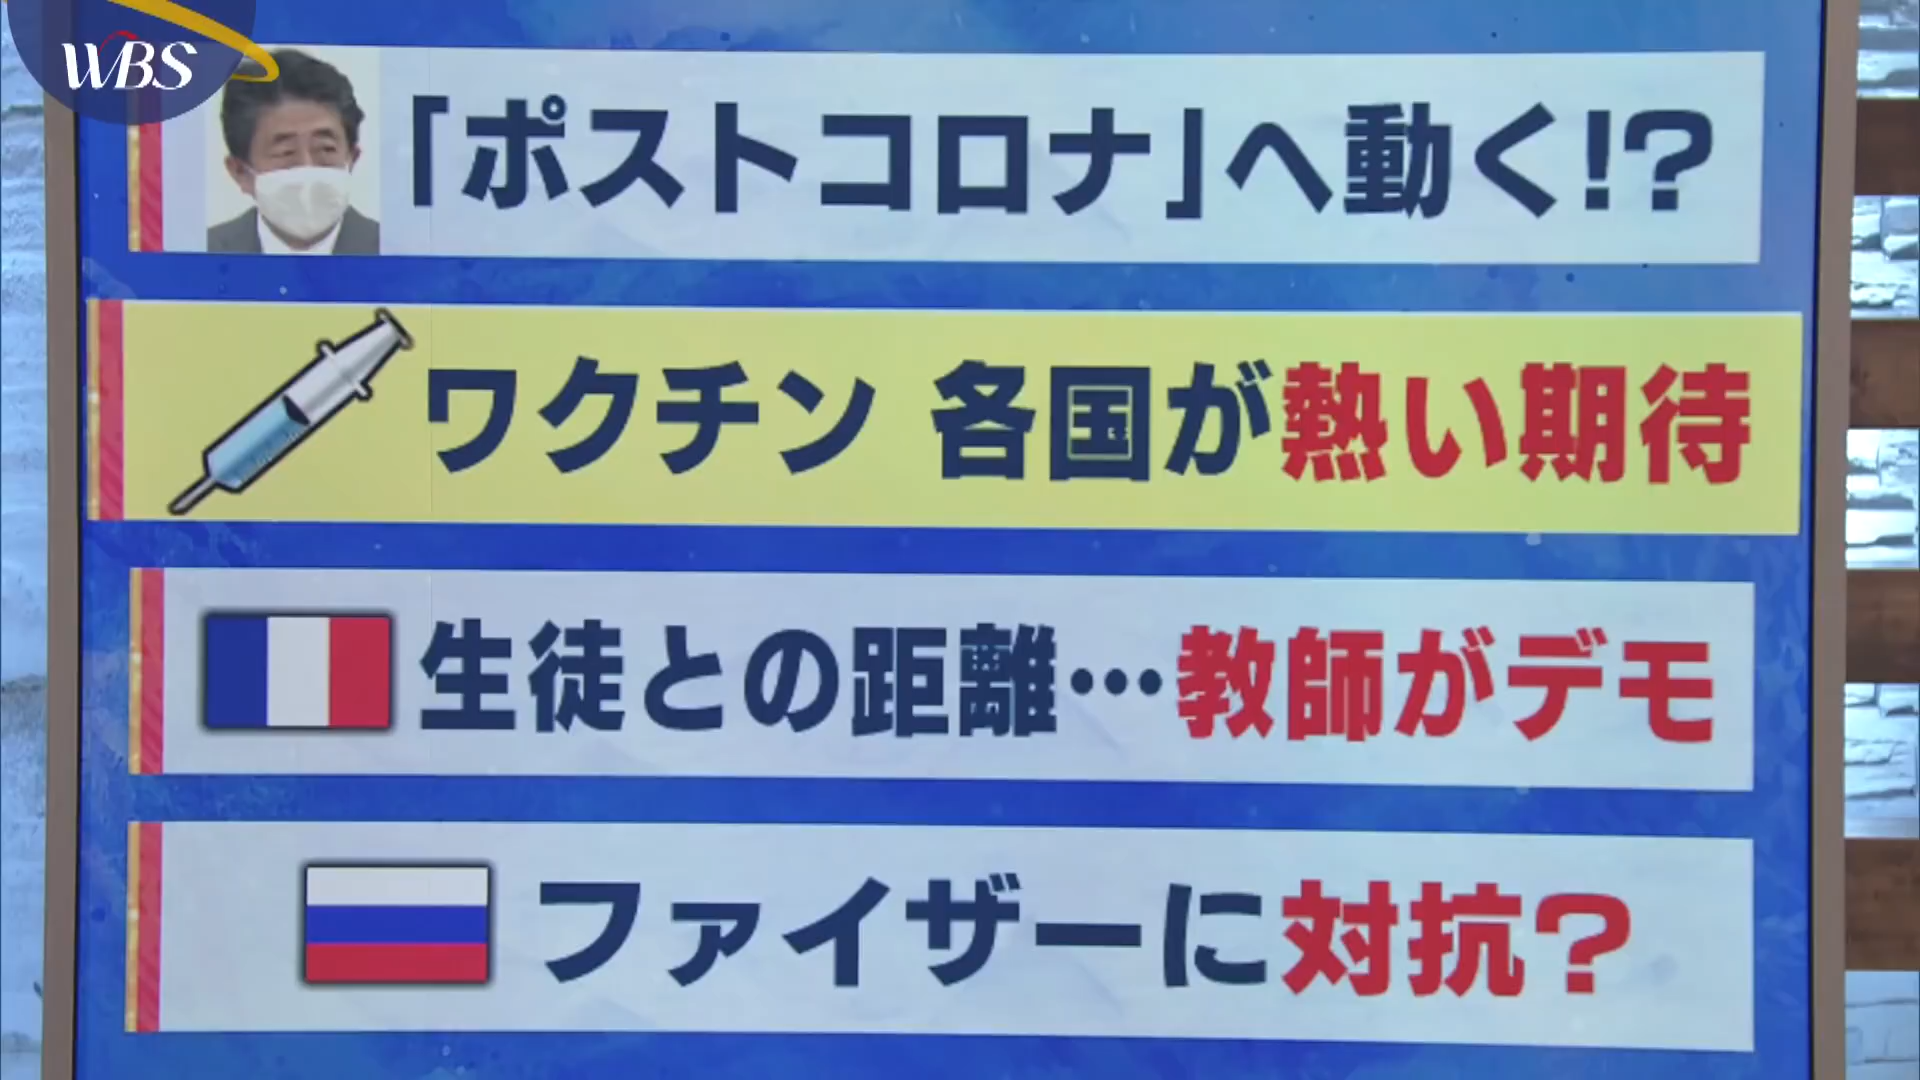 WBS
「ポストコロナ」へ動く!?
ワクチン 各国が熱い期待
生徒との距離…教師がデモ
ファイザーに対抗?